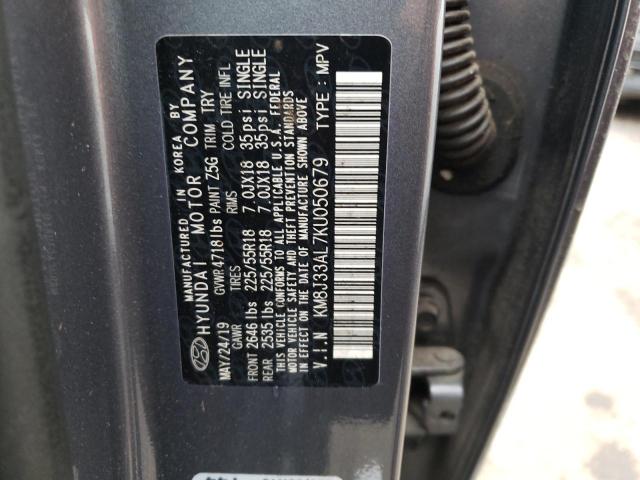 MANUFACTURED IN KOREA BY
HYUNDAI MOTOR COMPANY
MAY/24/19 GVWR 4718lbs PAINT Z5G TRIM TRY
GAWR TIRES RIMS COLD TIRE INFL
FRONT 2646 lbs 225/55R18 7.0JX18 35psi SINGLE
REAR 2535 lbs 225/55R18 7.0JX18 35psi SINGLE
THIS VEHICLE CONFORMS TO ALL APPLICABLE U.S.A. FEDERAL
MOTOR VEHICLE SAFETY AND THEFT PREVENTION STANDARDS
IN EFFECT ON THE DATE OF MANUFACTURE SHOWN ABOVE
V.I.N KM8J33AL7KU050679 TYPE : MPV